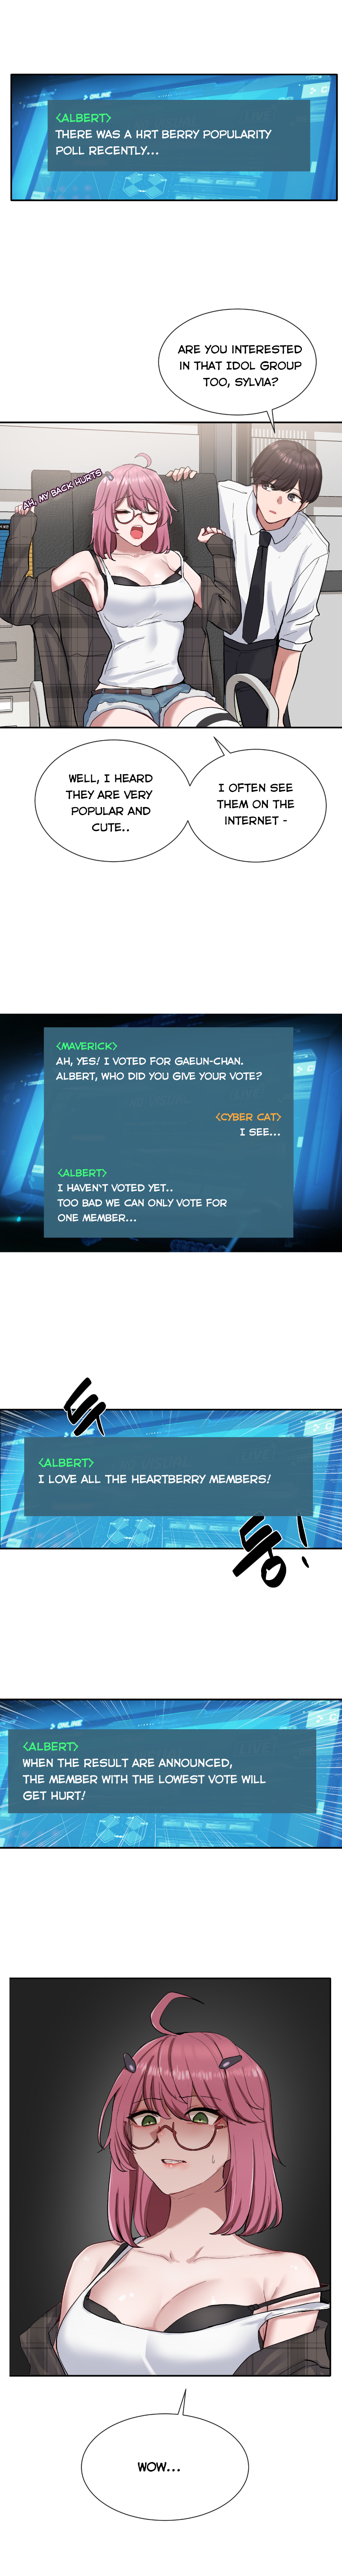 ONLINE
<ALBERT>
THERE WAS A HRT BERRY POPULARITY
POLL RECENTLY...
ARE YOU INTERESTED
IN THAT IDOL GROUP
TOO, SYLVIA?
AH, MY BACK HURTS
WELL, I HEARD
THEY ARE VERY
POPULAR AND
CUTE..
I OFTEN SEE
THEM ON THE
INTERNET -
<MAVERICK>
AH, YES! I VOTED FOR GAEUN-CHAN.
ALBERT, WHO DID YOU GIVE YOUR VOTE?
<CYBER CAT>
I SEE...
<ALBERT>
I HAVEN'T VOTED YET..
TOO BAD WE CAN ONLY VOTE FOR
ONE MEMBER...
<ALBERT>
I LOVE ALL THE HEARTBERRY MEMBERS!
ONLINE
<ALBERT>
WHEN THE RESULT ARE ANNOUNCED,
THE MEMBER WITH THE LOWEST VOTE WILL
GET HURT!
WOW...